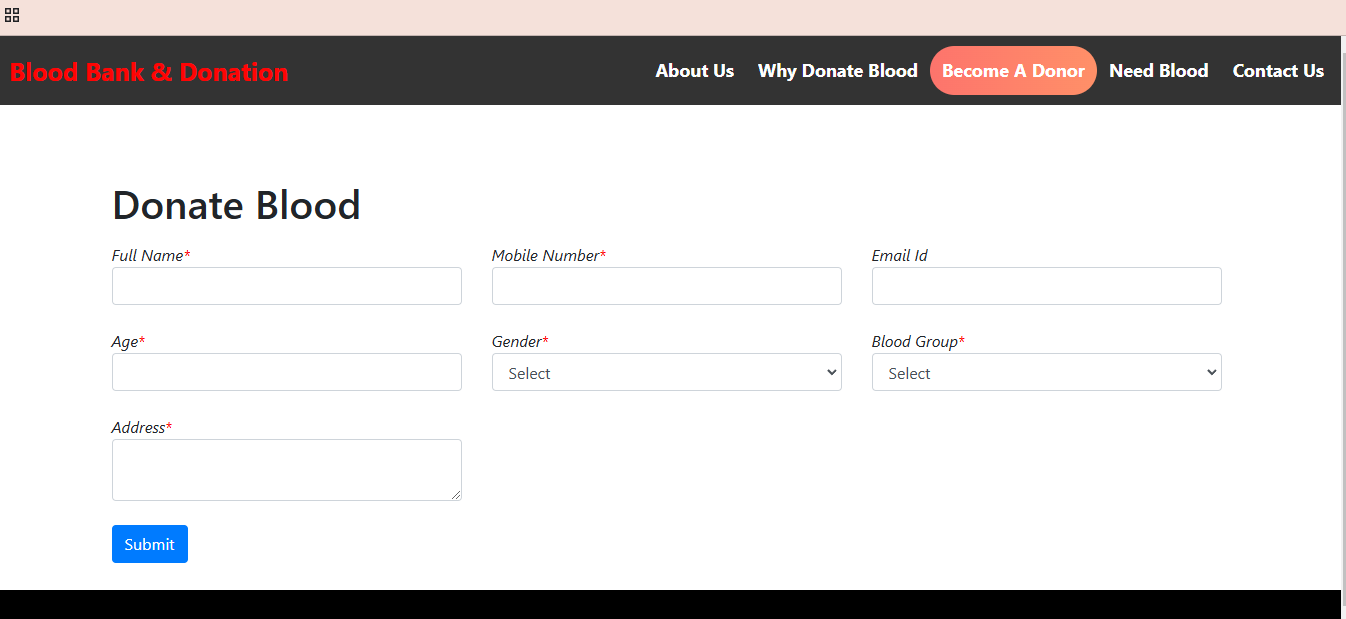 Blood Bank & Donation About Us Why Donate Blood Become A Donor Need Blood Contact Us
Donate Blood
Full Name* Mobile Number* Email Id
Age* Gender* Blood Group*
Select Select
Address*
Submit